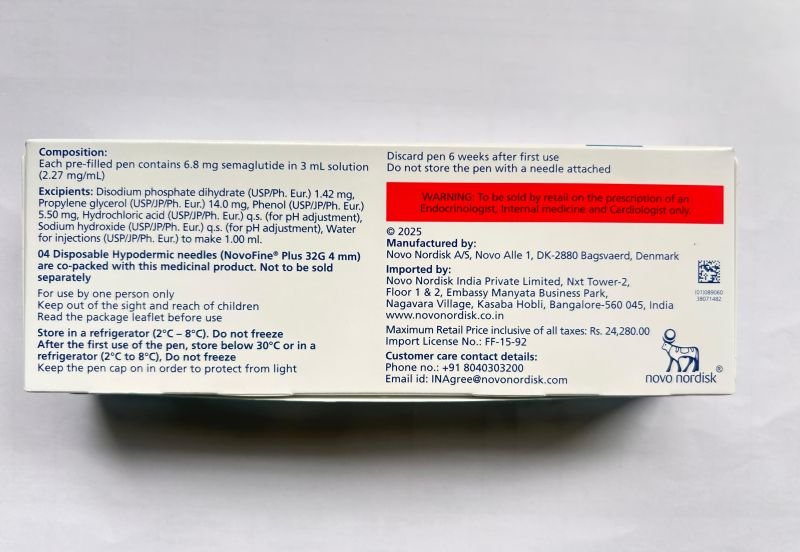 Composition:
Each pre-filled pen contains 6.8 mg semaglutide in 3 mL solution
(2.27 mg/mL)
Excipients: Disodium phosphate dihydrate (USP/Ph. Eur.) 1.42 mg,
Propylene glycerol (USP/JP/Ph. Eur.) 14.0 mg, Phenol (USP/JP/Ph. Eur.)
5.50 mg, Hydrochloric acid (USP/JP/Ph. Eur.) q.s. (for pH adjustment),
Sodium hydroxide (USP/JP/Ph. Eur.) q.s. (for pH adjustment), Water
for injections (USP/JP/Ph. Eur.) to make 1.00 ml.
04 Disposable Hypodermic needles (NovoFine® Plus 32G 4 mm)
are co-packed with this medicinal product. Not to be sold
separately
For use by one person only
Keep out of the sight and reach of children
Read the package leaflet before use
Store in a refrigerator (2°C – 8°C). Do not freeze
After the first use of the pen, store below 30°C or in a
refrigerator (2°C to 8°C), Do not freeze
Keep the pen cap on in order to protect from light
Discard pen 6 weeks after first use
Do not store the pen with a needle attached
WARNING: To be sold by retail on the prescription of an
Endocrinologist, Internal medicine and Cardiologist only.
© 2025
Manufactured by:
Novo Nordisk A/S, Novo Alle 1, DK-2880 Bagsvaerd, Denmark
Imported by:
Novo Nordisk India Private Limited, Nxt Tower-2,
Floor 1 & 2, Embassy Manyata Business Park,
Nagavara Village, Kasaba Hobli, Bangalore-560 045, India
www.novonordisk.co.in
Maximum Retail Price inclusive of all taxes: Rs. 24,280.00
Import License No.: FF-15-92
Customer care contact details:
Phone no.: +91 8040303200
Email id: INAgree@novonordisk.com
(01)089060
38071482
novo nordisk®